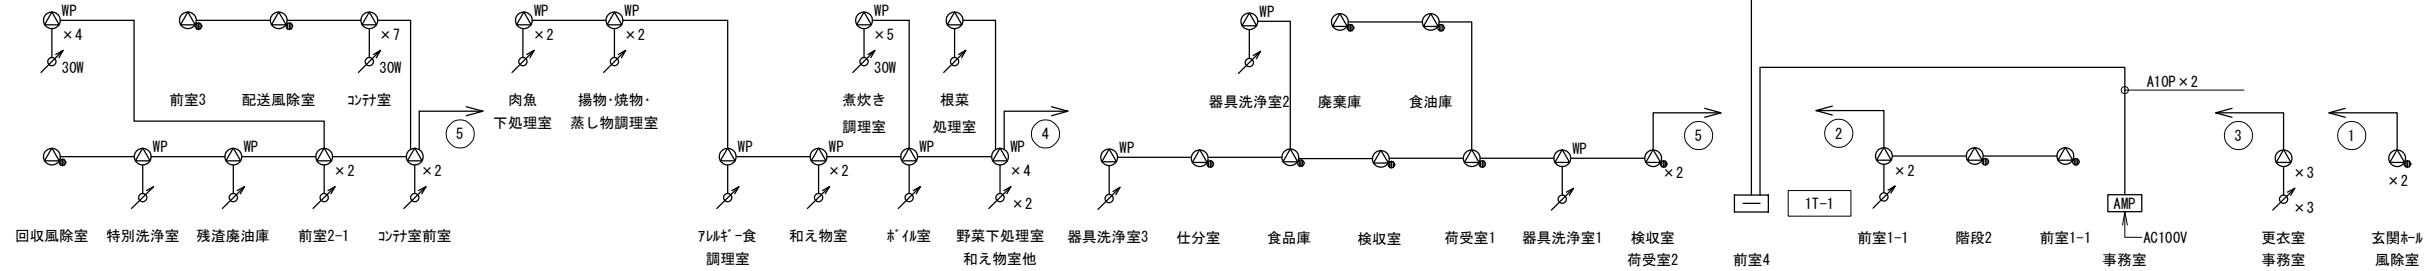 WP
×4
30W
前室3
配送風除室
×7
30W
ｺﾝﾃﾅ室
5
WP
WP
×2
×2
回収風除室
特別洗浄室
残渣廃油庫
前室2-1
ｺﾝﾃﾅ室前室
WP
×2
肉魚
下処理室
WP
×2
揚物･焼物･
蒸し物調理室
WP
×5
30W
煮炊き
調理室
根菜
処理室
4
WP
WP
×2
WP
WP
×4
×2
ｱﾚﾙｷﾞｰ食
調理室
和え物室
ﾎﾞｲﾙ室
野菜下処理室
和え物室他
WP
器具洗浄室2
廃棄庫
食油庫
5
WP
WP
×2
器具洗浄室3
仕分室
食品庫
検収室
荷受室1
器具洗浄室1
検収室
荷受室2
1T-1
前室4
2
×2
前室1-1
階段2
前室1-1
A10P×2
AMP
AC100V
事務室
3
×3
×3
更衣室
事務室
1
×2
玄関ﾎｰﾙ
風除室